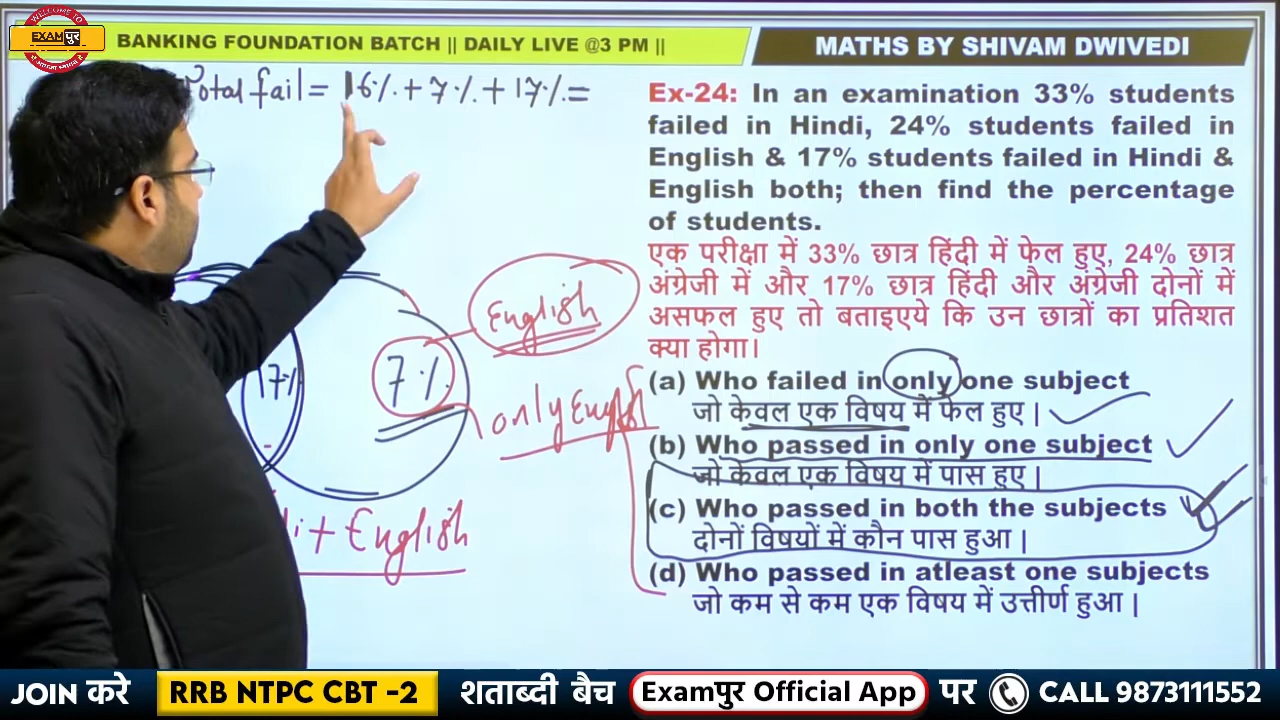 WELCOME TO
EXAMपुर
BANKING FOUNDATION BATCH || DAILY LIVE @3 PM ||
MATHS BY SHIVAM DWIVEDI
Total fail = 16% + 7% + 17% =
Ex-24: In an examination 33% students
failed in Hindi, 24% students failed in
English & 17% students failed in Hindi &
English both; then find the percentage
of students.
एक परीक्षा में 33% छात्र हिंदी में फेल हुए, 24% छात्र
अंग्रेजी में और 17% छात्र हिंदी और अंग्रेजी दोनों में
असफल हुए तो बताइएये कि उन छात्रों का प्रतिशत
क्या होगा।
(a) Who failed in only one subject
जो केवल एक विषय में फेल हुए |
(b) Who passed in only one subject
जो केवल एक विषय में पास हुए |
(c) Who passed in both the subjects
दोनों विषयों में कौन पास हुआ |
(d) Who passed in atleast one subjects
जो कम से कम एक विषय में उत्तीर्ण हुआ |
English
17%
7%
only
+ English
JOIN करे
RRB NTPC CBT -2
शताब्दी बैच
Examपुर Official App
पर
CALL 9873111552